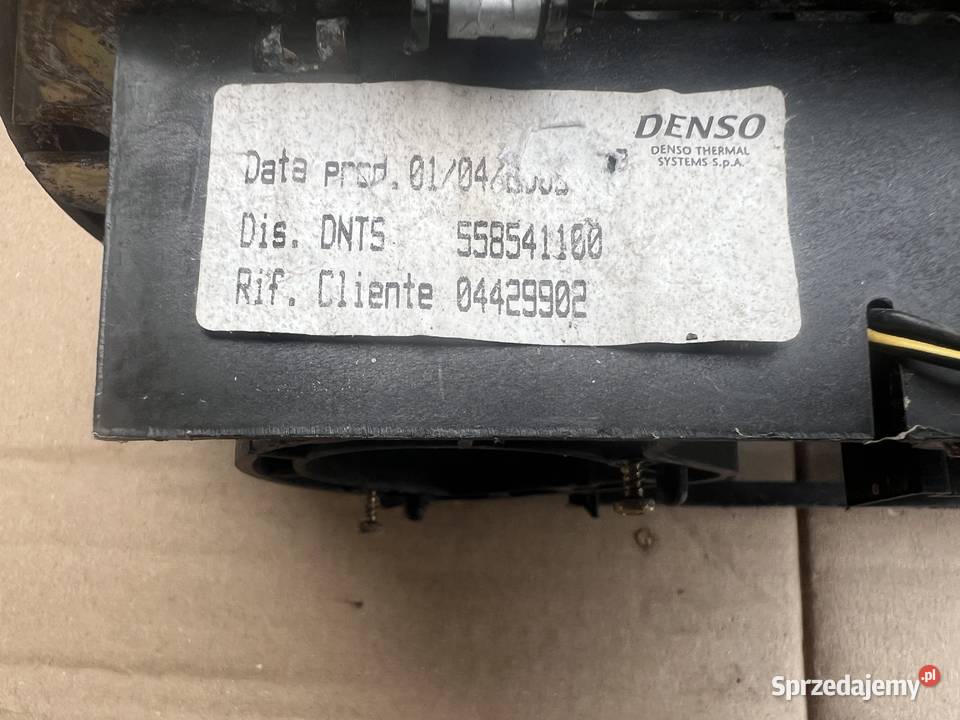 DENSO
DENSO THERMAL
SYSTEMS S.p.A.
Data prod. 01/04/
Dis. DNTS 558541100
Rif. Cliente 04429902
Sprzedajemy.pl